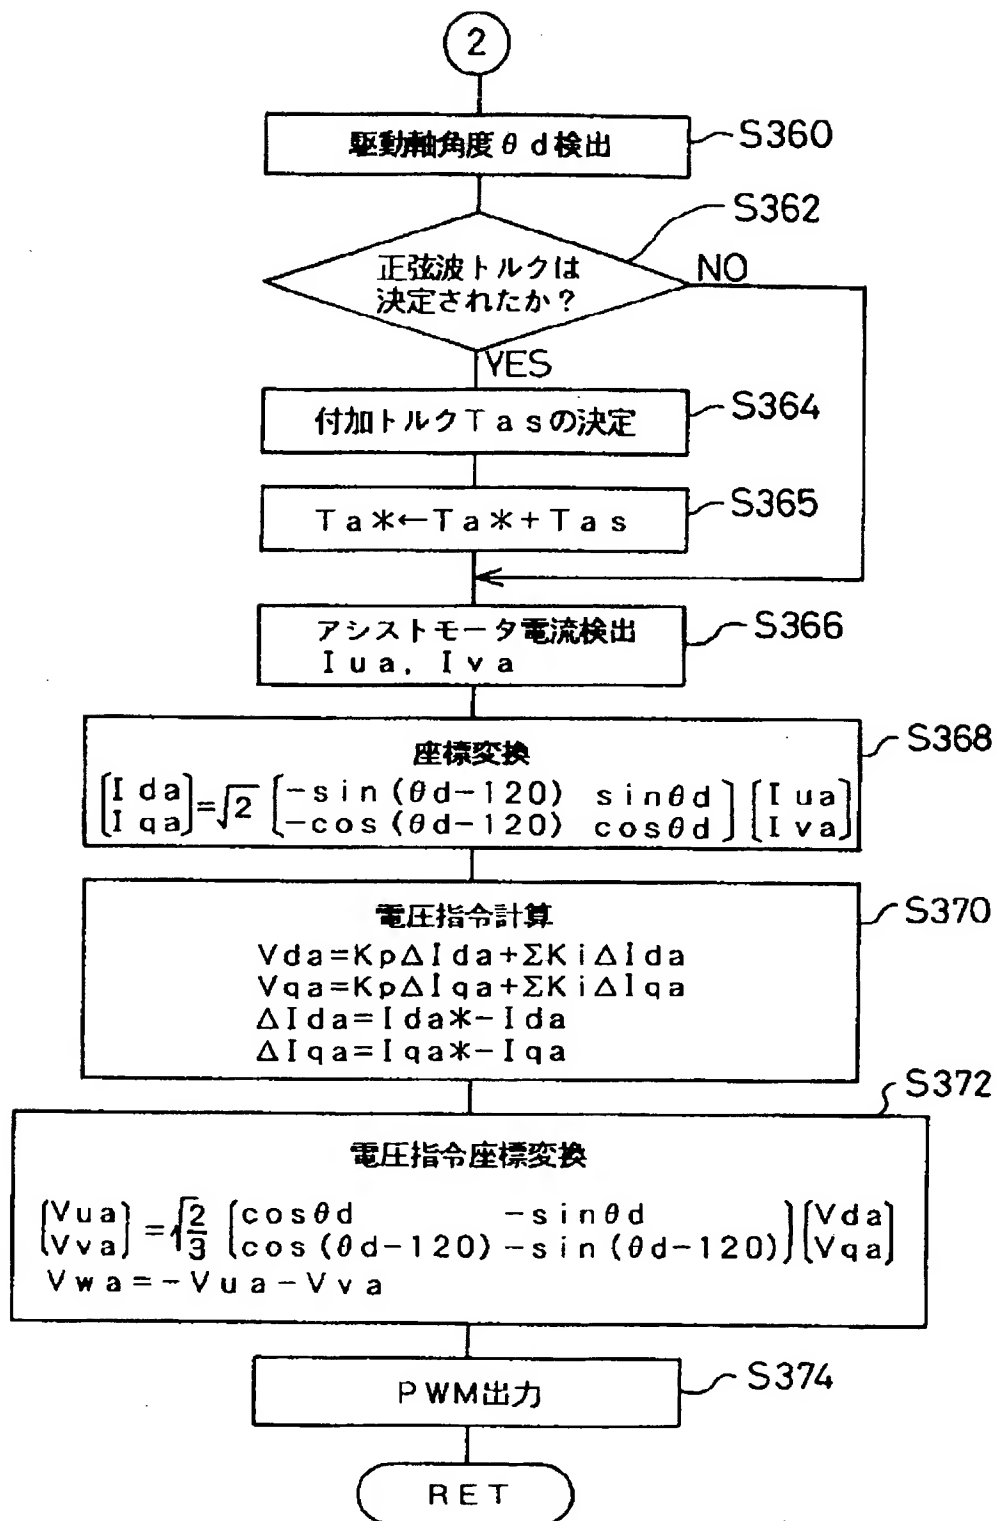 2
駆動軸角度θd検出
S360
S362
正弦波トルクは
決定されたか？
NO
YES
付加トルクTasの決定
S364
Ta*←Ta*+Tas
S365
アシストモータ電流検出
Iua, Iva
S366
座標変換
S368
[Ida] = √2 [-sin(θd-120) sinθd] [Iua]
[Iqa] [-cos(θd-120) cosθd] [Iva]
電圧指令計算
S370
Vda=KpΔIda+ΣKiΔIda
Vqa=KpΔIqa+ΣKiΔIqa
ΔIda=Ida*-Ida
ΔIqa=Iqa*-Iqa
S372
電圧指令座標変換
[Vua] = √2/3 [cosθd -sinθd] [Vda]
[Vva] [cos(θd-120) -sin(θd-120)] [Vqa]
Vwa=-Vua-Vva
PWM出力
S374
RET